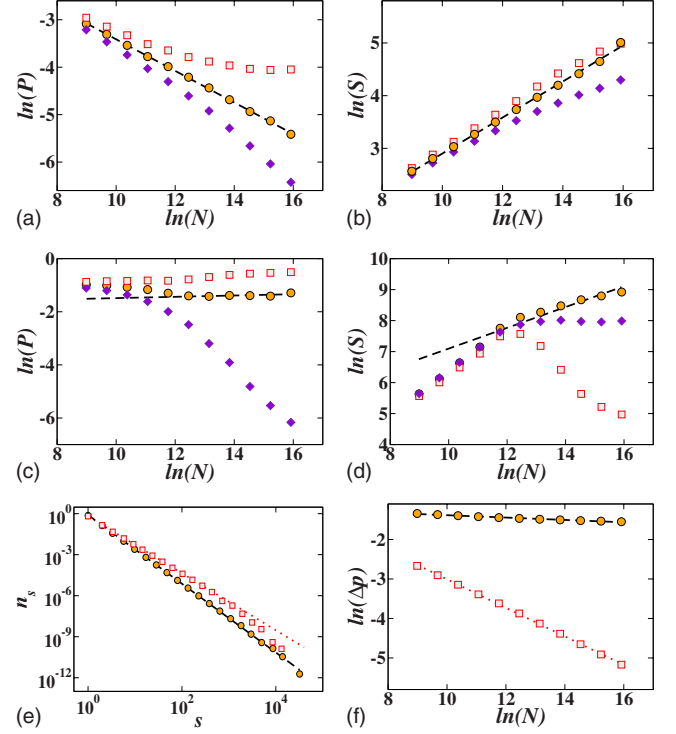 -3
-4
-5
-6
ln(P)
8 10 12 14 16
(a) ln(N)
5
4
3
ln(S)
8 10 12 14 16
(b) ln(N)
0
-2
-4
-6
ln(P)
8 10 12 14 16
(c) ln(N)
10
9
8
7
6
5
4
ln(S)
8 10 12 14 16
(d) ln(N)
10^0
10^-3
10^-6
10^-9
10^-12
n_s
10^0 10^2 10^4
(e) s
-2
-3
-4
-5
ln(Δp)
8 10 12 14 16
(f) ln(N)